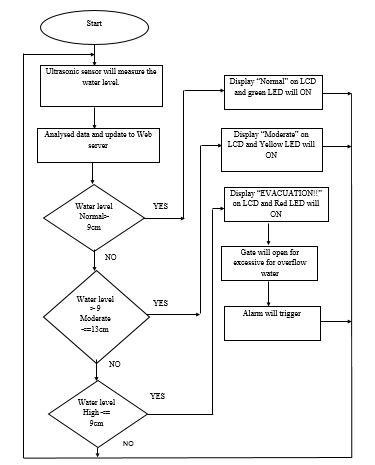 Start
Ultrasonic sensor will measure the
water level.
Analysed data and update to Web
server
Water level
Normal>-
9cm
YES
NO
Water level
>- 9
Moderate
-<=13cm
YES
NO
Water level
High -<=
9cm
YES
NO
Display “Normal” on LCD
and green LED will ON
Display “Moderate” on
LCD and Yellow LED will
ON
Display “EVACUATION!!”
on LCD and Red LED will
ON
Gate will open for
excessive for overflow
water
Alarm will trigger